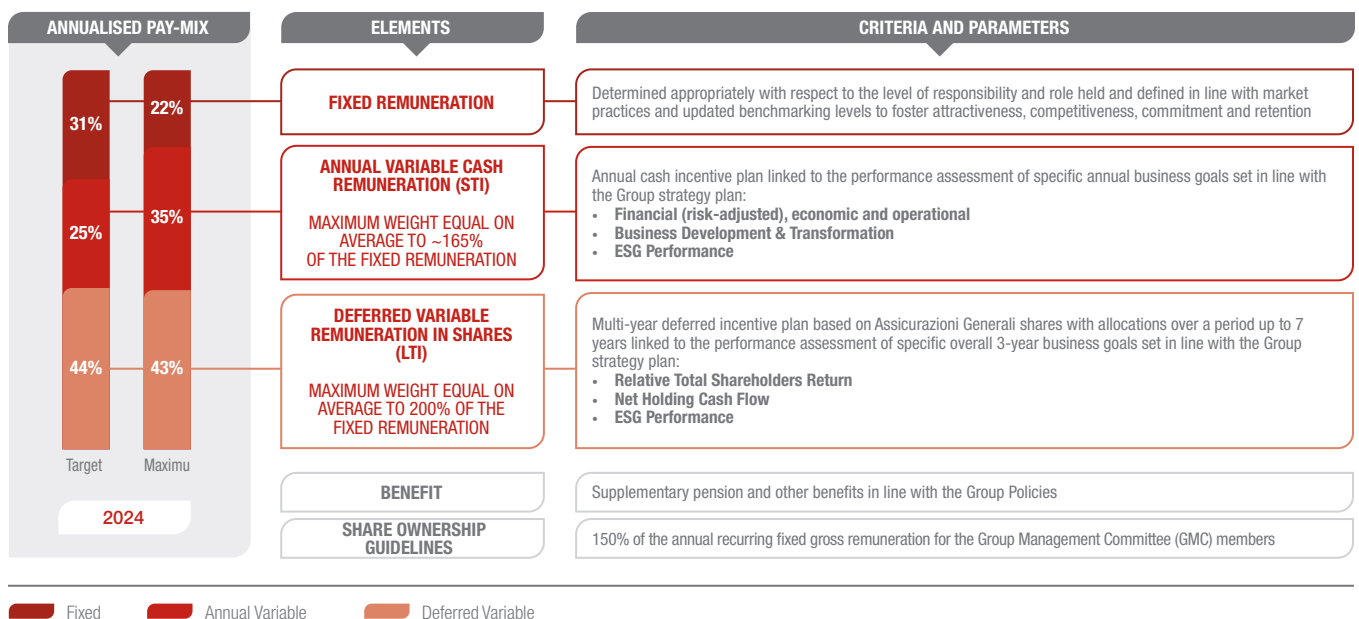 ANNUALISED PAY-MIX
ELEMENTS
CRITERIA AND PARAMETERS
31%
22%
25%
35%
44%
43%
Target
Maximu
2024
FIXED REMUNERATION
Determined appropriately with respect to the level of responsibility and role held and defined in line with market
practices and updated benchmarking levels to foster attractiveness, competitiveness, commitment and retention
ANNUAL VARIABLE CASH
REMUNERATION (STI)
MAXIMUM WEIGHT EQUAL ON
AVERAGE TO ~165%
OF THE FIXED REMUNERATION
Annual cash incentive plan linked to the performance assessment of specific annual business goals set in line with
the Group strategy plan:
• Financial (risk-adjusted), economic and operational
• Business Development & Transformation
• ESG Performance
DEFERRED VARIABLE
REMUNERATION IN SHARES
(LTI)
MAXIMUM WEIGHT EQUAL ON
AVERAGE TO 200% OF THE
FIXED REMUNERATION
Multi-year deferred incentive plan based on Assicurazioni Generali shares with allocations over a period up to 7
years linked to the performance assessment of specific overall 3-year business goals set in line with the Group
strategy plan:
• Relative Total Shareholders Return
• Net Holding Cash Flow
• ESG Performance
BENEFIT
Supplementary pension and other benefits in line with the Group Policies
SHARE OWNERSHIP
GUIDELINES
150% of the annual recurring fixed gross remuneration for the Group Management Committee (GMC) members
Fixed
Annual Variable
Deferred Variable